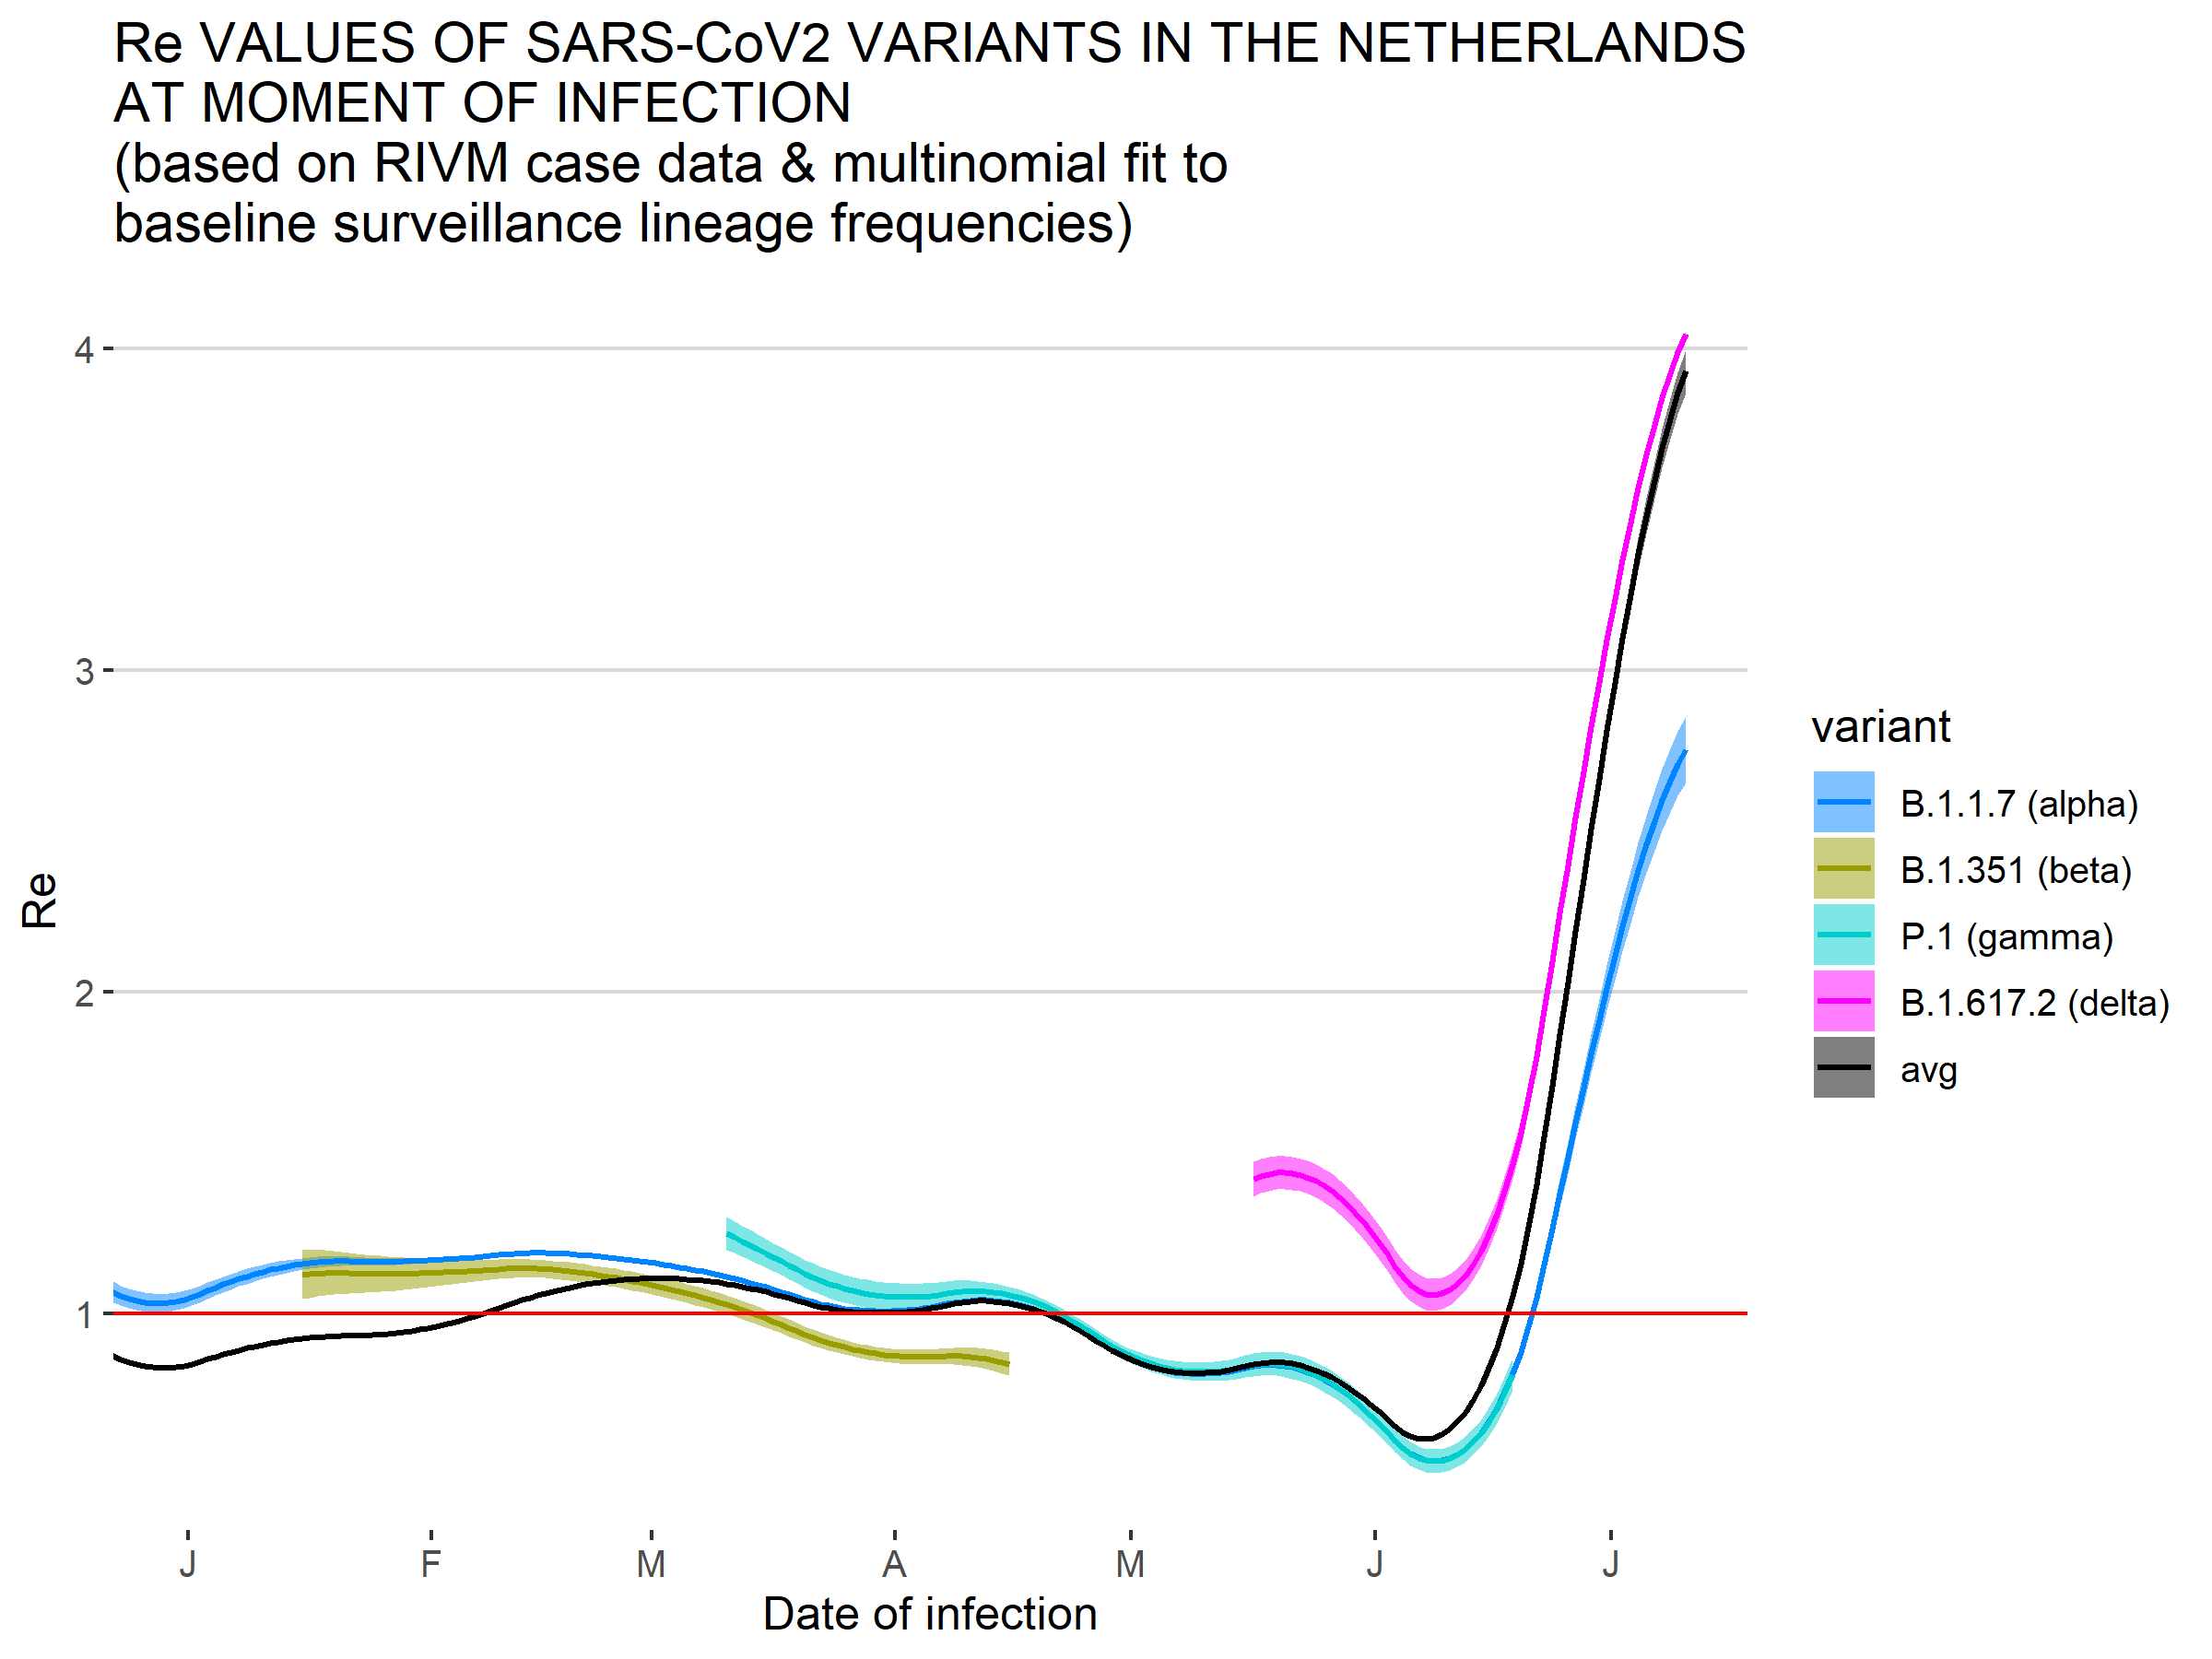 Re VALUES OF SARS-CoV2 VARIANTS IN THE NETHERLANDS
AT MOMENT OF INFECTION
(based on RIVM case data & multinomial fit to
baseline surveillance lineage frequencies)
4
3
2
1
Re
J F M A M J J
Date of infection
variant
B.1.1.7 (alpha)
B.1.351 (beta)
P.1 (gamma)
B.1.617.2 (delta)
avg